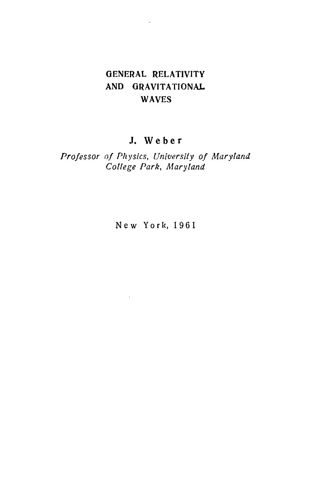 GENERAL RELATIVITY
AND GRAVITATIONAL
WAVES
J. Weber
Professor of Physics, University of Maryland
College Park, Maryland
New York, 1961